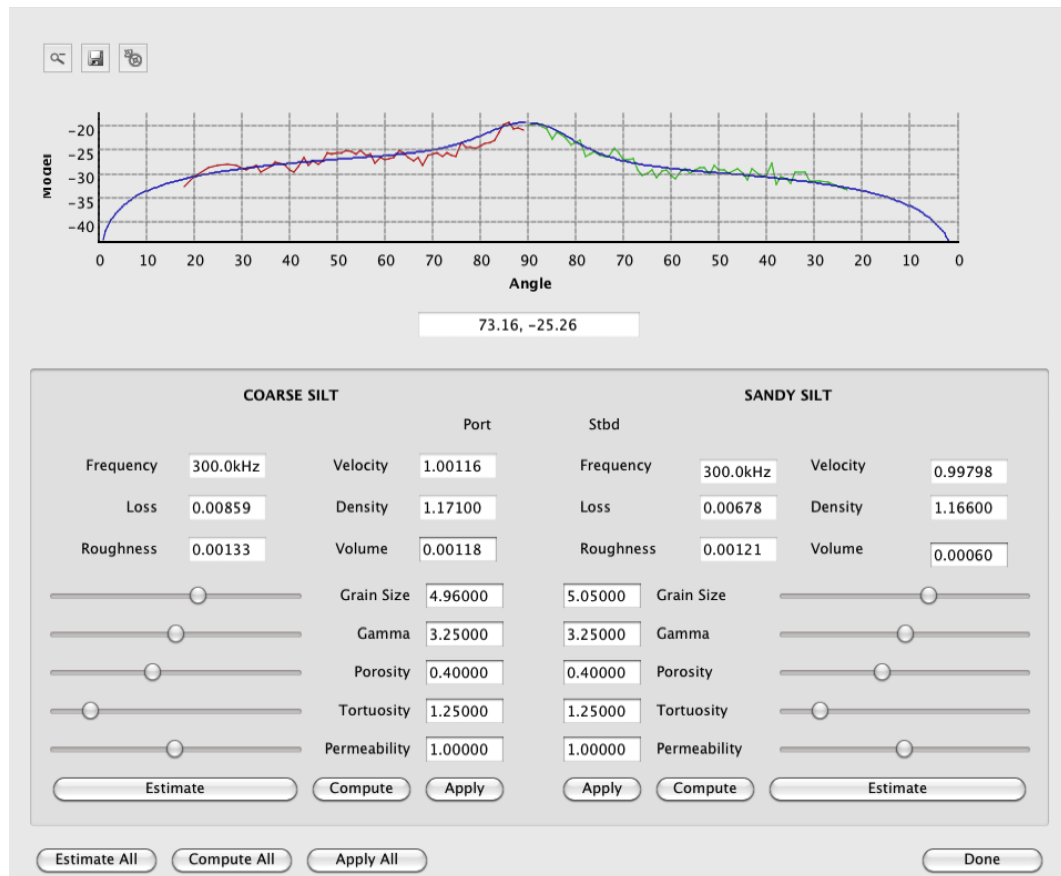 -20
-25
-30
-35
-40
Model
0 10 20 30 40 50 60 70 80 90 80 70 60 50 40 30 20 10 0
Angle
73.16, -25.26
COARSE SILT SANDY SILT
Port Stbd
Frequency 300.0kHz Velocity 1.00116 Frequency 300.0kHz Velocity 0.99798
Loss 0.00859 Density 1.17100 Loss 0.00678 Density 1.16600
Roughness 0.00133 Volume 0.00118 Roughness 0.00121 Volume 0.00060
Grain Size 4.96000 5.05000 Grain Size
Gamma 3.25000 3.25000 Gamma
Porosity 0.40000 0.40000 Porosity
Tortuosity 1.25000 1.25000 Tortuosity
Permeability 1.00000 1.00000 Permeability
Estimate Compute Apply Apply Compute Estimate
Estimate All Compute All Apply All Done